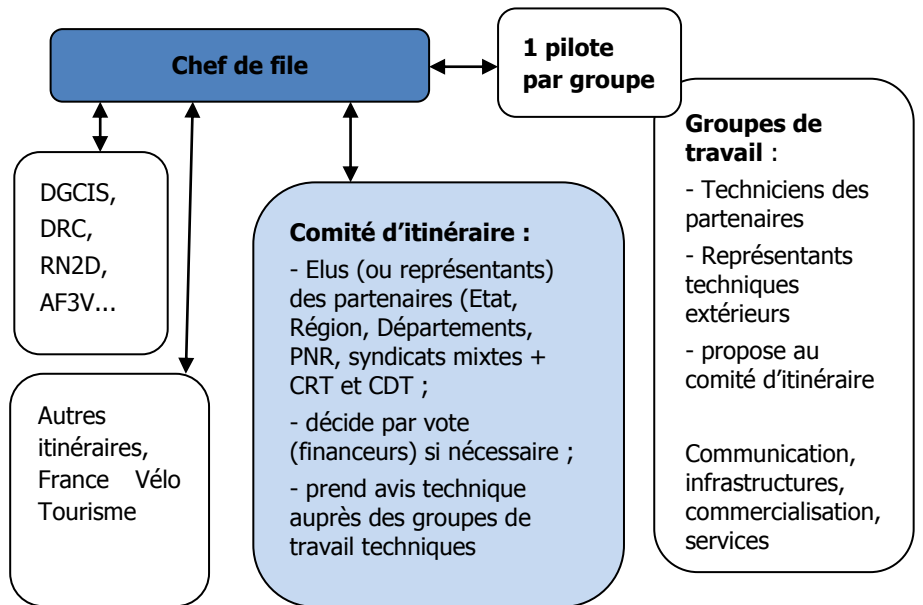 Chef de file
1 pilote
par groupe
DGCIS,
DRC,
RN2D,
AF3V...
Autres
itinéraires,
France Vélo
Tourisme
Comité d’itinéraire :
- Elus (ou représentants)
des partenaires (Etat,
Région, Départements,
PNR, syndicats mixtes +
CRT et CDT ;
- décide par vote
(financeurs) si nécessaire ;
- prend avis technique
auprès des groupes de
travail techniques
Groupes de
travail :
- Techniciens des
partenaires
- Représentants
techniques
extérieurs
- propose au
comité d’itinéraire
Communication,
infrastructures,
commercialisation,
services